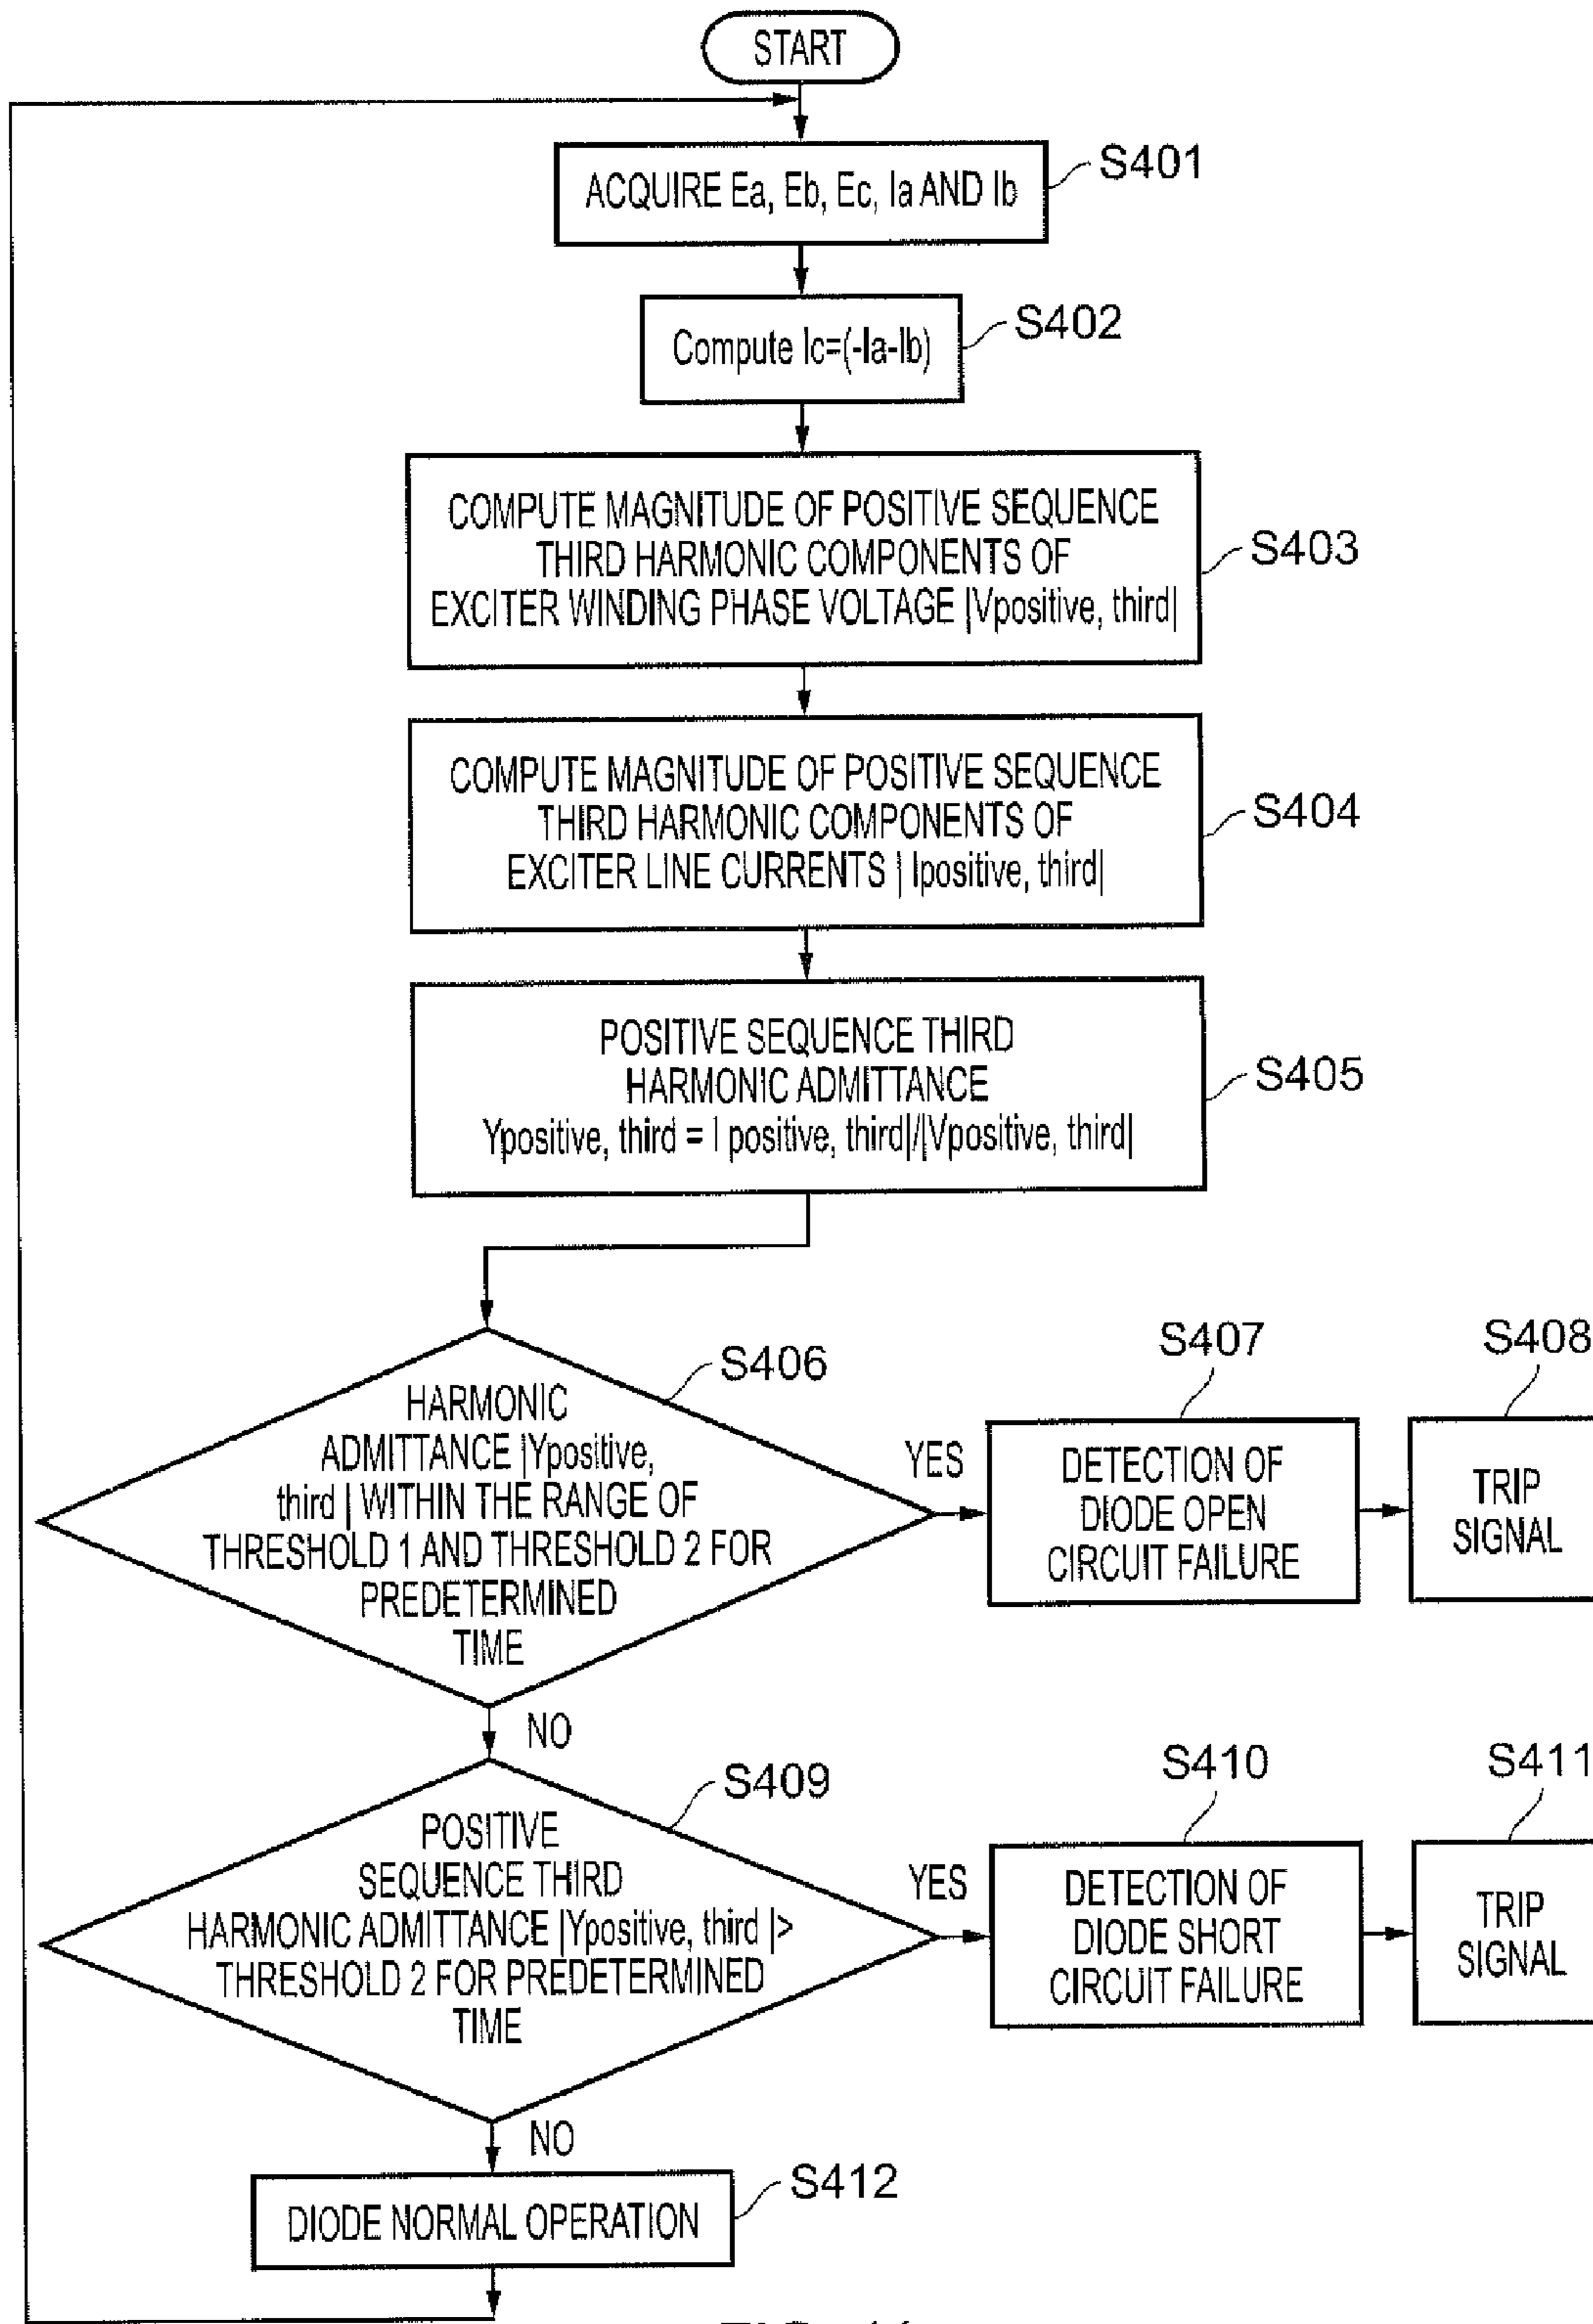 START
S401
ACQUIRE Ea, Eb, Ec, Ia AND Ib
S402
Compute Ic=(-Ia-Ib)
COMPUTE MAGNITUDE OF POSITIVE SEQUENCE
THIRD HARMONIC COMPONENTS OF
EXCITER WINDING PHASE VOLTAGE |Vpositive, third|
S403
COMPUTE MAGNITUDE OF POSITIVE SEQUENCE
THIRD HARMONIC COMPONENTS OF
EXCITER LINE CURRENTS | Ipositive, third|
S404
POSITIVE SEQUENCE THIRD
HARMONIC ADMITTANCE
Ypositive, third = I positive, third|/|Vpositive, third|
S405
S406
HARMONIC
ADMITTANCE |Ypositive,
third | WITHIN THE RANGE OF
THRESHOLD 1 AND THRESHOLD 2 FOR
PREDETERMINED
TIME
YES
S407
DETECTION OF
DIODE OPEN
CIRCUIT FAILURE
S408
TRIP
SIGNAL
NO
S409
POSITIVE
SEQUENCE THIRD
HARMONIC ADMITTANCE |Ypositive, third |>
THRESHOLD 2 FOR PREDETERMINED
TIME
YES
S410
DETECTION OF
DIODE SHORT
CIRCUIT FAILURE
S411
TRIP
SIGNAL
NO
S412
DIODE NORMAL OPERATION